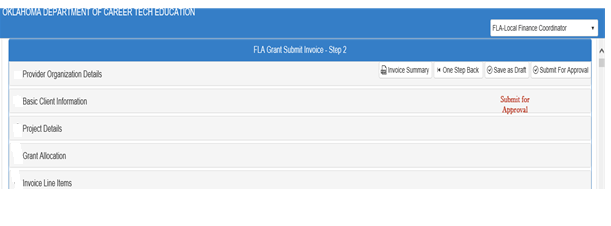 OKLAHOMA DEPARTMENT OF CAREER TECH EDUCATION
FLA-Local Finance Coordinator
FLA Grant Submit Invoice - Step 2
Provider Organization Details
Invoice Summary
One Step Back
Save as Draft
Submit For Approval
Basic Client Information
Submit for
Approval
Project Details
Grant Allocation
Invoice Line Items